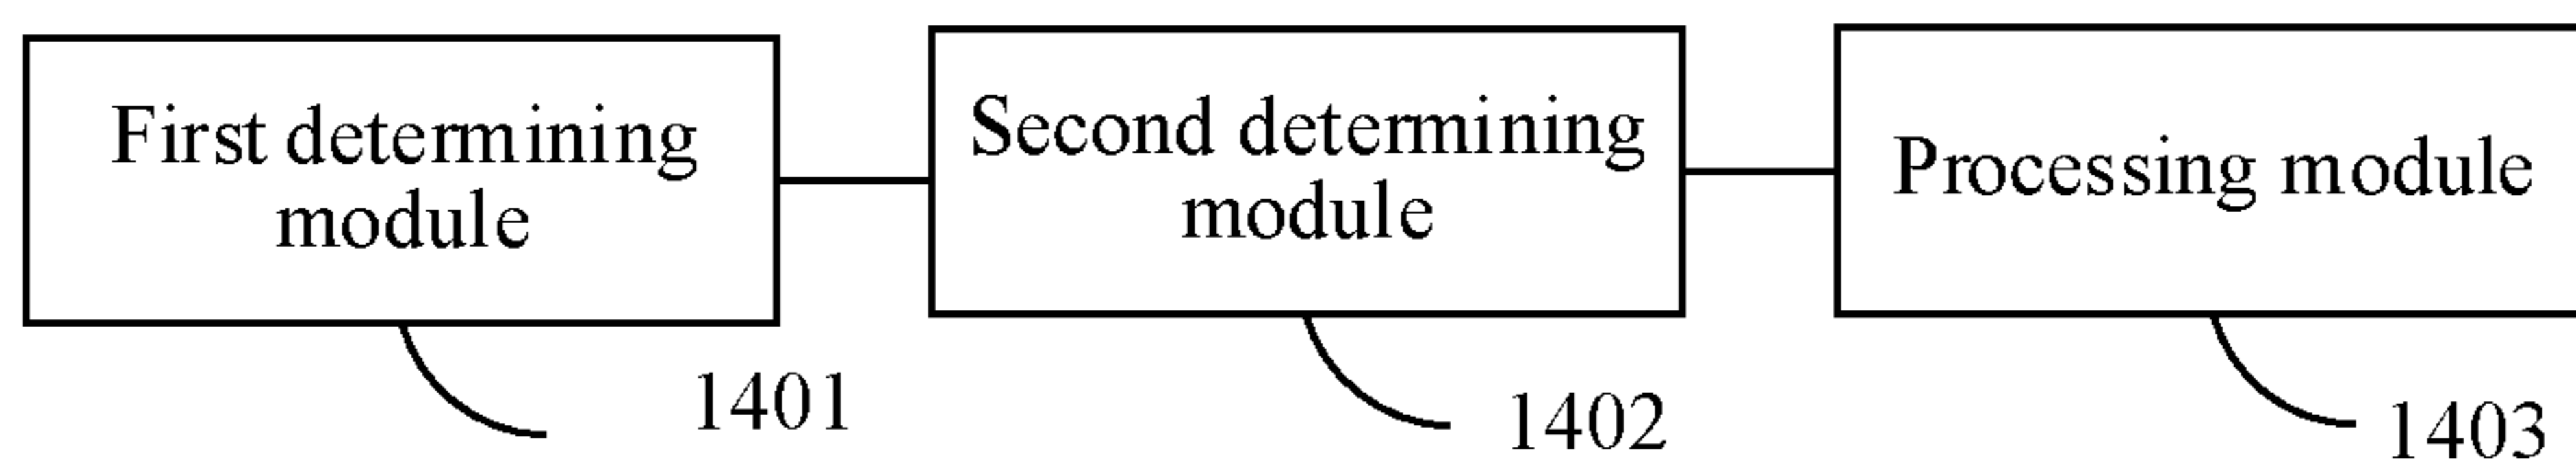 First determining
module
Second determining
module
Processing module
1401
1402
1403